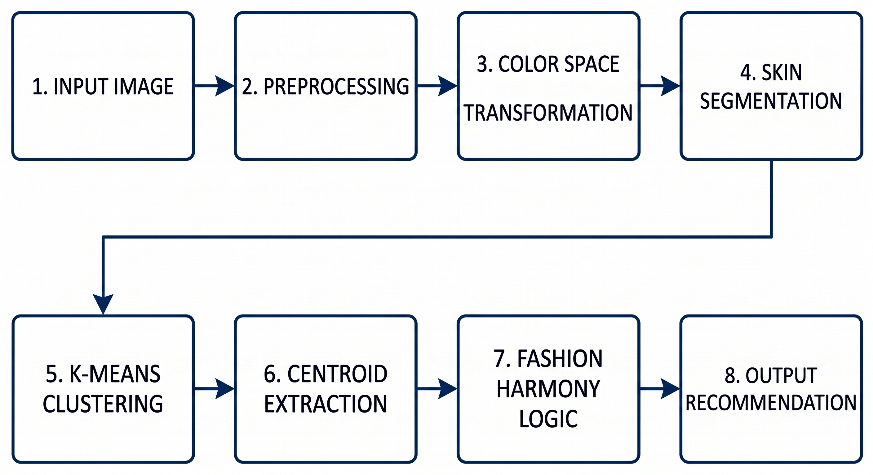 1. INPUT IMAGE
2. PREPROCESSING
3. COLOR SPACE
TRANSFORMATION
4. SKIN
SEGMENTATION
5. K-MEANS
CLUSTERING
6. CENTROID
EXTRACTION
7. FASHION
HARMONY
LOGIC
8. OUTPUT
RECOMMENDATION